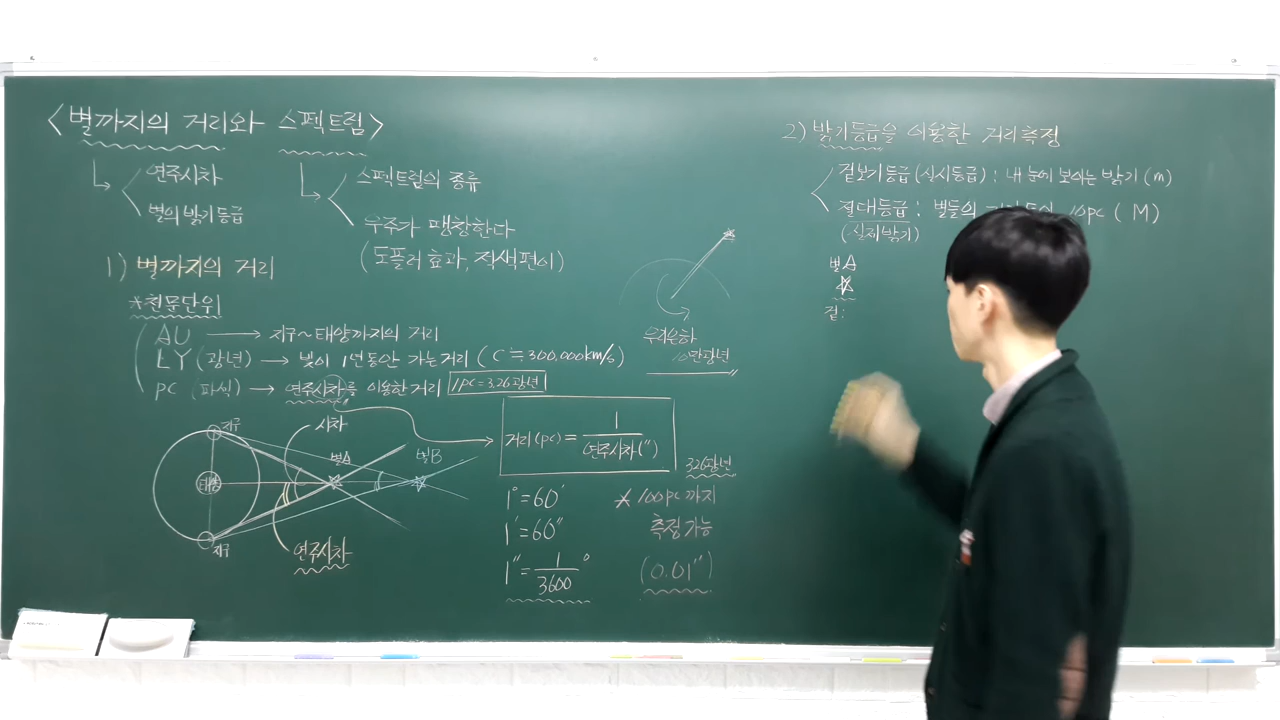 <별까지의 거리와 스펙트럼>
연주시차
별의 밝기등급
스펙트럼의 종류
우주가 팽창한다
(도플러 효과, 적색편이)
1) 별까지의 거리
*천문단위
AU → 지구~태양까지의 거리
LY (광년) → 빛이 1년동안 가는 거리 (C≒300,000km/s)
pc (파섹) → 연주시차를 이용한 거리 1pc=3.26광년
지구
시차
태양
별A
별B
지구
연주시차
거리(pc) = 1/연주시차(")
1°=60′
1′=60″
1″=1/3600°
326광년
*100pc까지
측정가능
(0.01″)
우리은하
10만광년
2) 밝기등급을 이용한 거리측정
겉보기등급(실시등급) : 내 눈에 보이는 밝기 (m)
절대등급 : 별들의 10pc (M)
(실제밝기)
별A
겉: